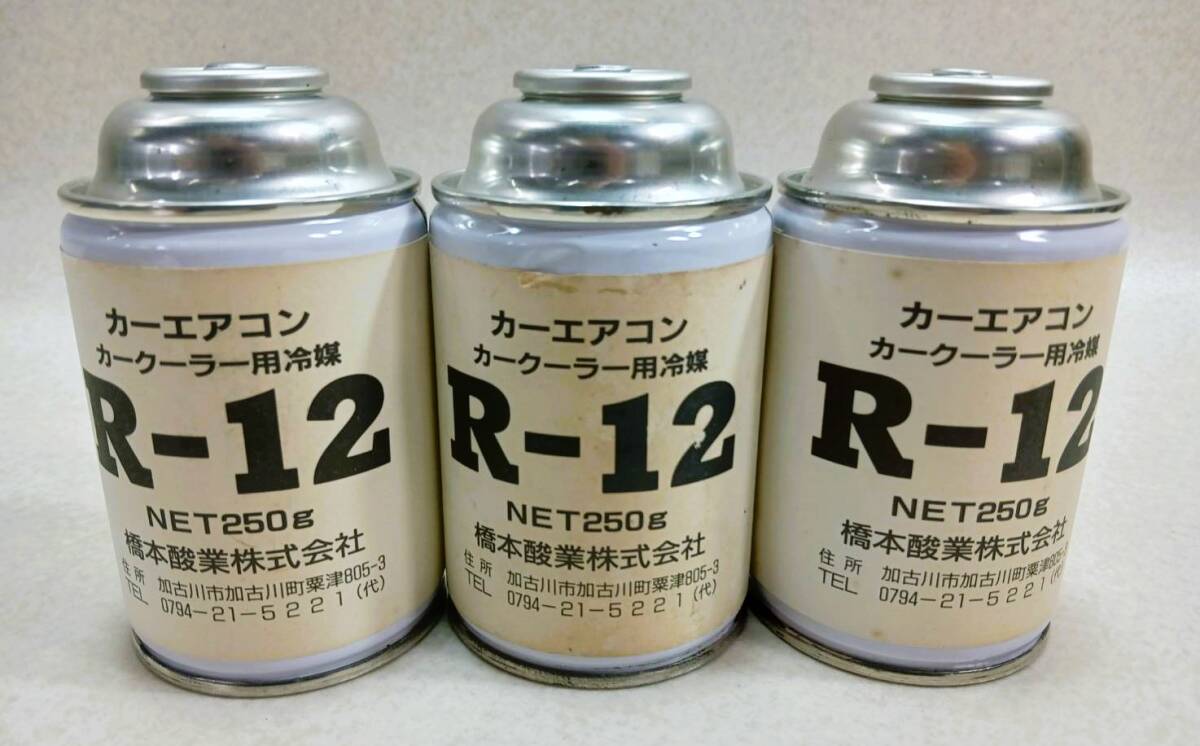 カーエアコン
カークーラー用冷媒
R-12
NET250g
橋本酸業株式会社
住所 加古川市加古川町粟津805-3
TEL 0794-21-5221(代)
カーエアコン
カークーラー用冷媒
R-12
NET250g
橋本酸業株式会社
住所 加古川市加古川町粟津805-3
TEL 0794-21-5221(代)
カーエアコン
カークーラー用冷媒
R-12
NET250g
橋本酸業株式会社
住所 加古川市加古川町粟津805-3
TEL 0794-21-5221(代)